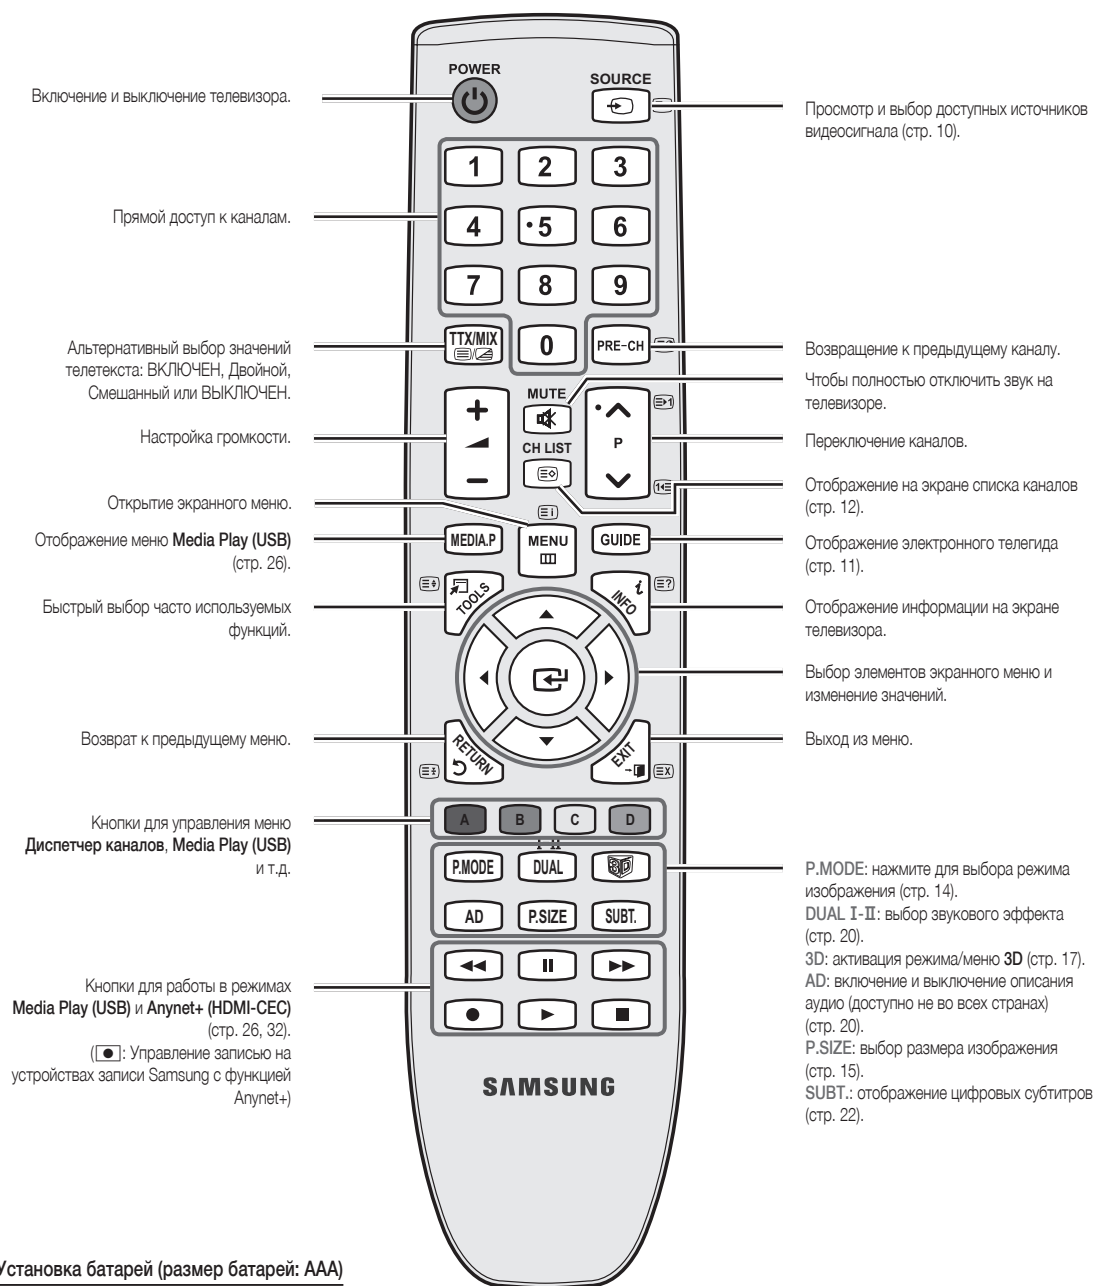 POWER
SOURCE
Включение и выключение телевизора.
Просмотр и выбор доступных источников
видеосигнала (стр. 10).
1
2
3
Прямой доступ к каналам.
4
5
6
7
8
9
TTX/MIX
0
PRE-CH
Альтернативный выбор значений
телетекста: ВКЛЮЧЕН, Двойной,
Смешанный или ВЫКЛЮЧЕН.
Возвращение к предыдущему каналу.
MUTE
Чтобы полностью отключить звук на
телевизоре.
Настройка громкости.
P
Переключение каналов.
CH LIST
Отображение на экране списка каналов
(стр. 12).
Открытие экранного меню.
MEDIA.P
MENU
GUIDE
Отображение меню Media Play (USB)
(стр. 26).
Отображение электронного телегида
(стр. 11).
TOOLS
INFO
Быстрый выбор часто используемых
функций.
Отображение информации на экране
телевизора.
Выбор элементов экранного меню и
изменение значений.
RETURN
EXIT
Возврат к предыдущему меню.
Выход из меню.
A
B
C
D
Кнопки для управления меню
Диспетчер каналов, Media Play (USB)
и т.д.
I-II
P.MODE
DUAL
3D
AD
P.SIZE
SUBT.
P.MODE: нажмите для выбора режима
изображения (стр. 14).
DUAL I-II: выбор звукового эффекта
(стр. 20).
3D: активация режима/меню 3D (стр. 17).
AD: включение и выключение описания
аудио (доступно не во всех странах)
(стр. 20).
P.SIZE: выбор размера изображения
(стр. 15).
SUBT.: отображение цифровых субтитров
(стр. 22).
Кнопки для работы в режимах
Media Play (USB) и Anynet+ (HDMI-CEC)
(стр. 26, 32).
(●: Управление записью на
устройствах записи Samsung с функцией
Anynet+)
SAMSUNG
Установка батарей (размер батарей: AAA)